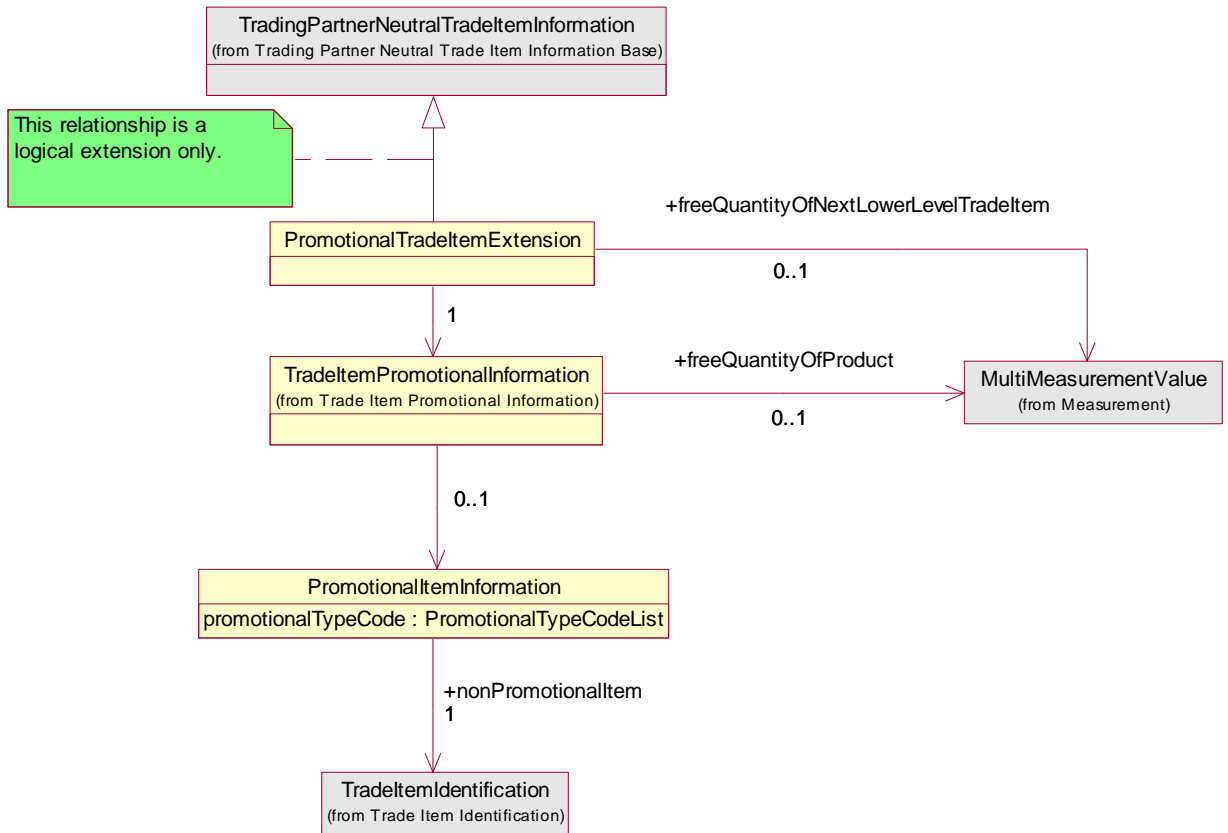 TradingPartnerNeutralTradeItemInformation
(from Trading Partner Neutral Trade Item Information Base)
This relationship is a
logical extension only.
+freeQuantityOfNextLowerLevelTradeItem
PromotionalTradeItemExtension
0..1
1
+freeQuantityOfProduct
TradeItemPromotionalInformation
(from Trade Item Promotional Information)
MultiMeasurementValue
(from Measurement)
0..1
0..1
PromotionalItemInformation
promotionalTypeCode : PromotionalTypeCodeList
+nonPromotionalItem
1
TradeItemIdentification
(from Trade Item Identification)